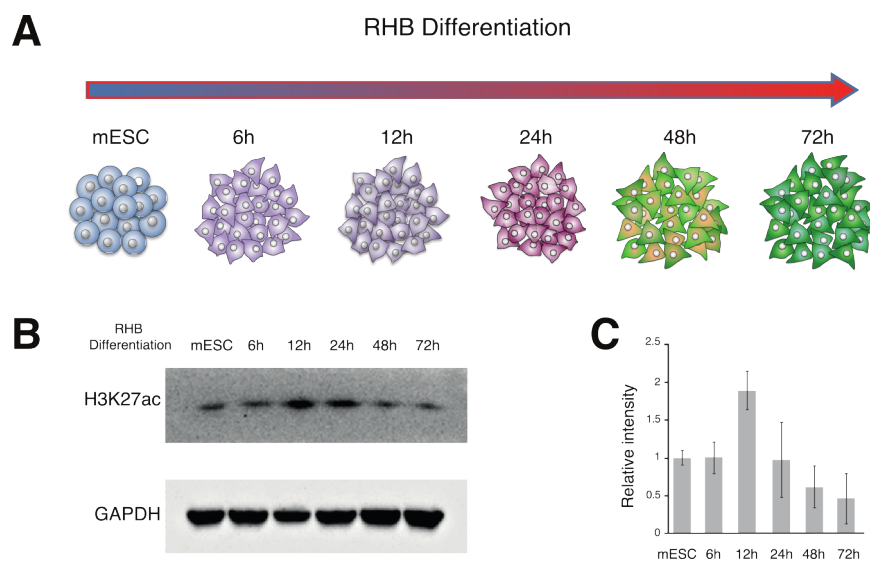 A
RHB Differentiation
mESC 6h 12h 24h 48h 72h
B
RHB
Differentiation mESC 6h 12h 24h 48h 72h
H3K27ac
GAPDH
C
Relative intensity
2.5
2
1.5
1
0.5
0
mESC 6h 12h 24h 48h 72h